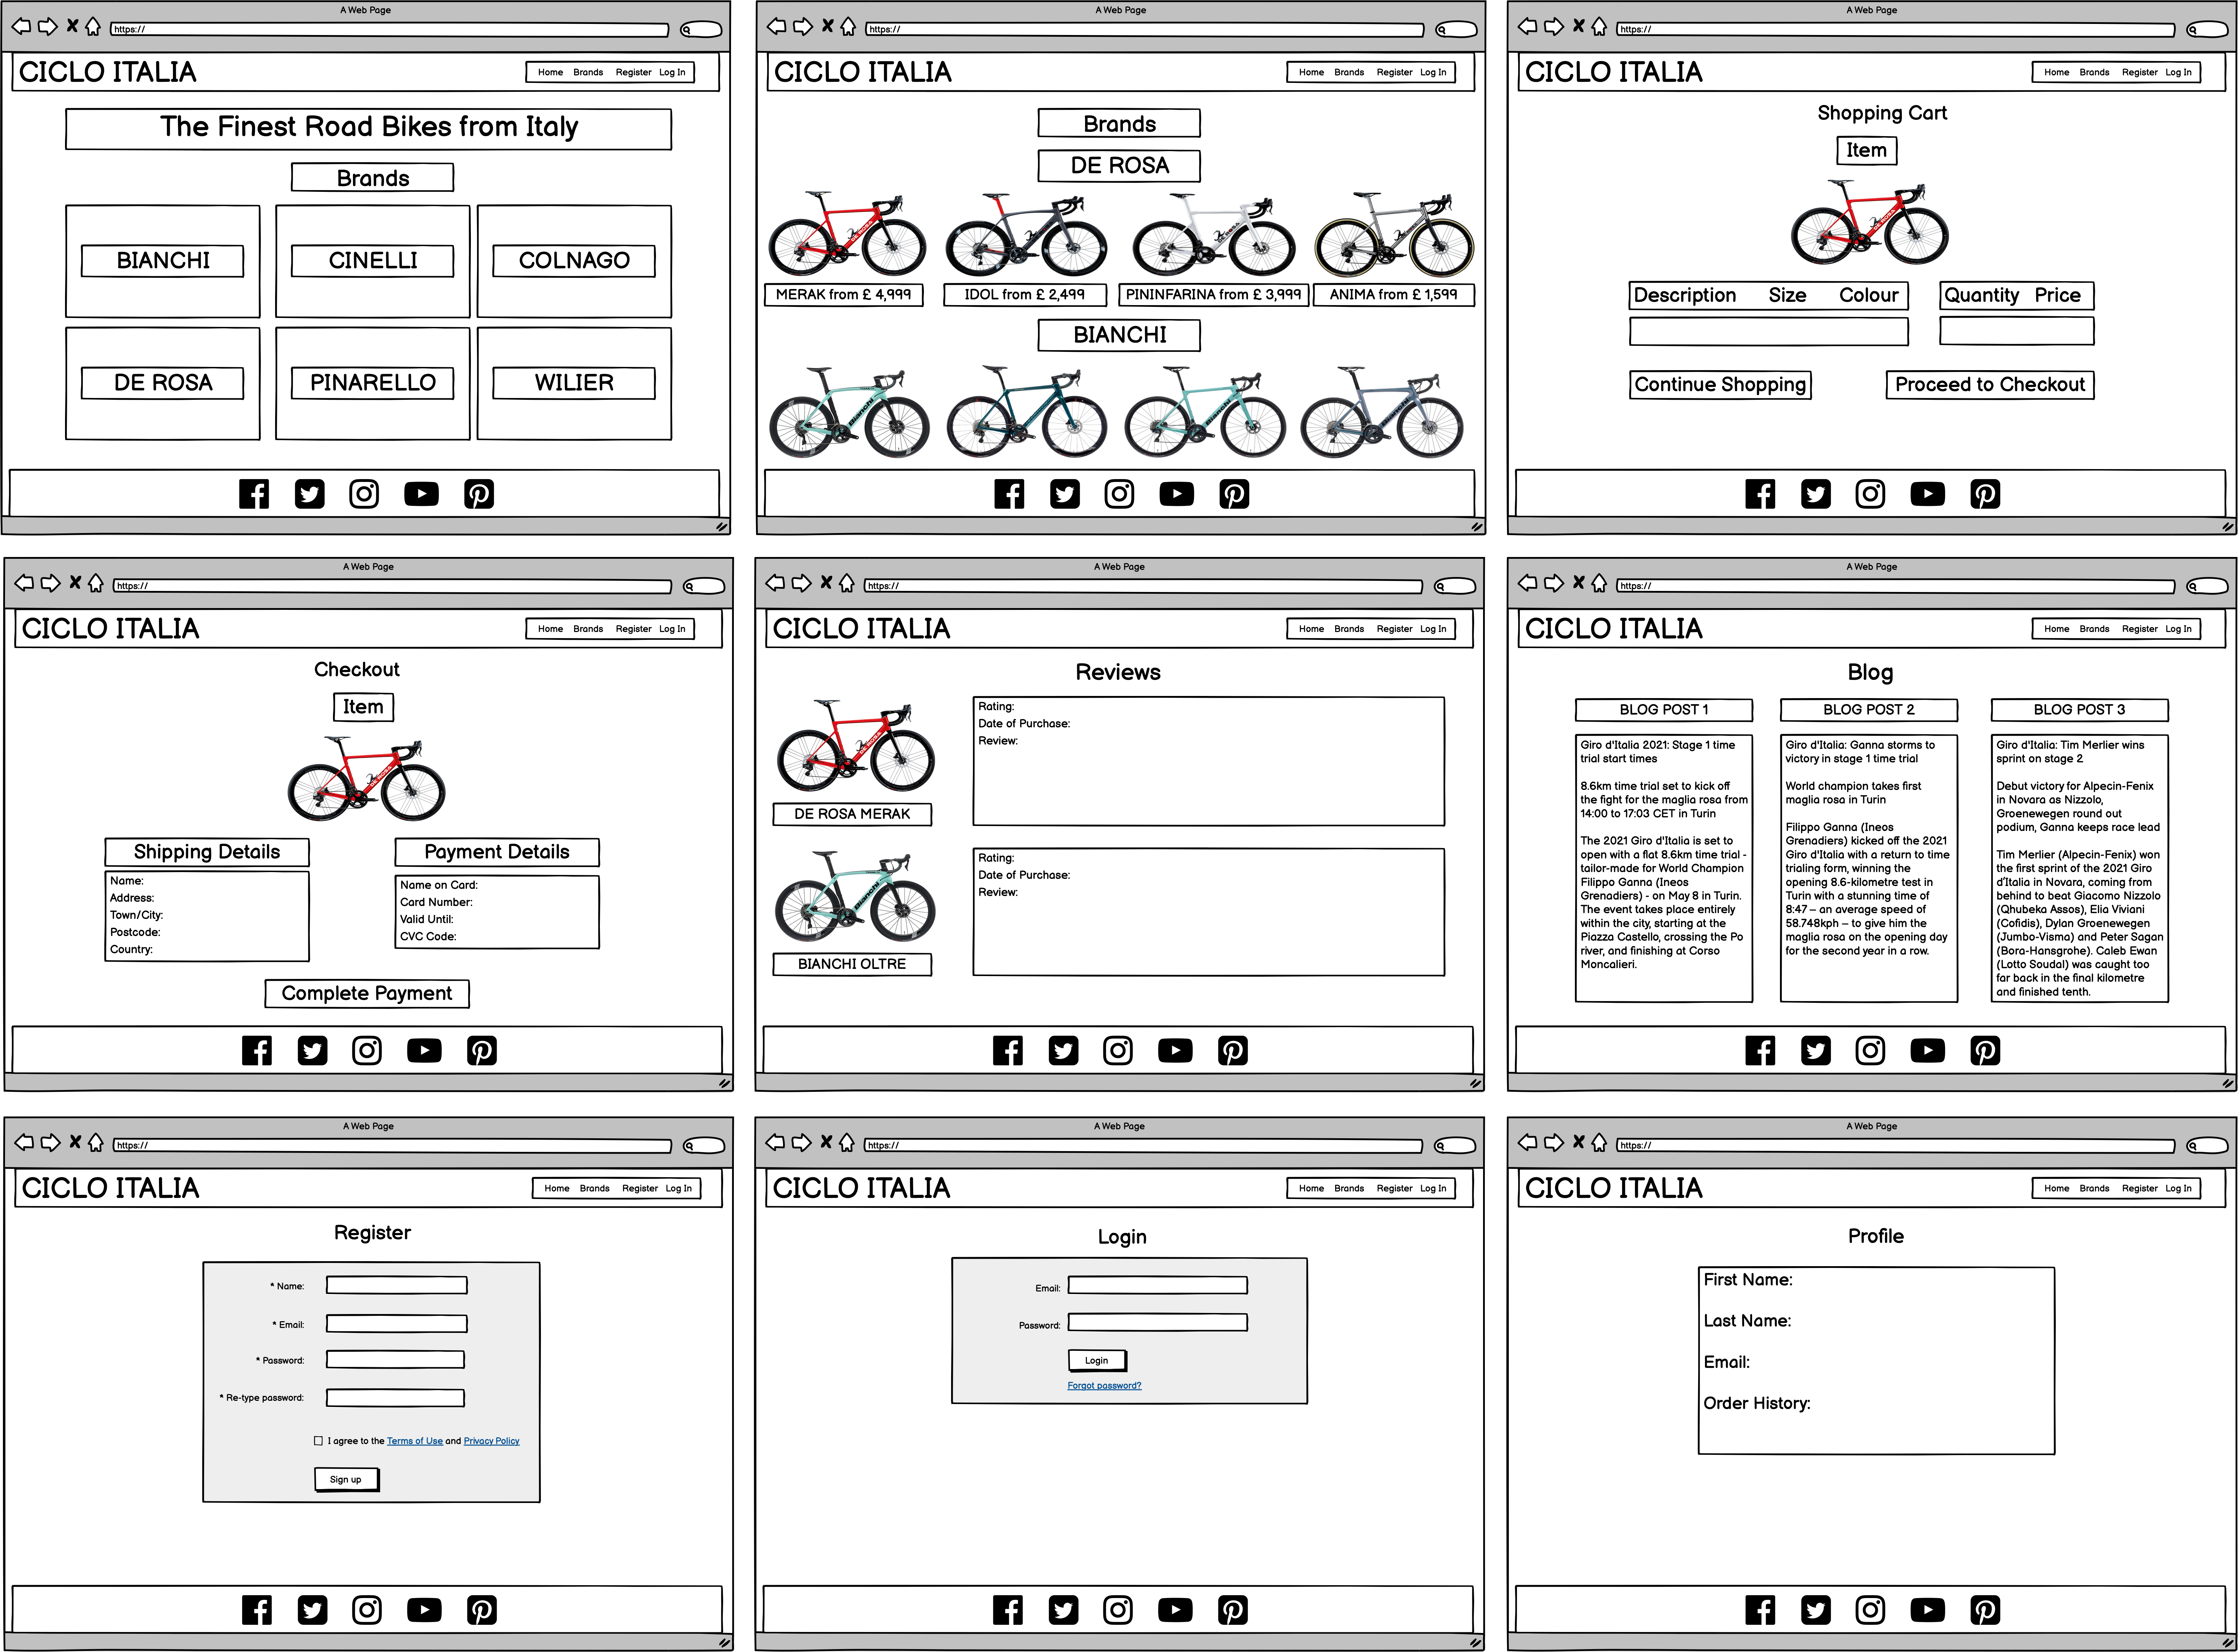 A Web Page
https://
CICLO ITALIA
Home Brands Register Log In
The Finest Road Bikes from Italy
Brands
BIANCHI
CINELLI
COLNAGO
DE ROSA
PINARELLO
WILIER
A Web Page
https://
CICLO ITALIA
Home Brands Register Log In
Brands
DE ROSA
MERAK from £ 4,999
IDOL from £ 2,499
PININFARINA from £ 3,999
ANIMA from £ 1,599
BIANCHI
Bianchi
Bianchi
Bianchi
A Web Page
https://
CICLO ITALIA
Home Brands Register Log In
Shopping Cart
Item
DE ROSA
Description Size Colour
Quantity Price
Continue Shopping
Proceed to Checkout
A Web Page
https://
CICLO ITALIA
Home Brands Register Log In
Checkout
Item
DE ROSA
Shipping Details
Name:
Address:
Town/City:
Postcode:
Country:
Payment Details
Name on Card:
Card Number:
Valid Until:
CVC Code:
Complete Payment
A Web Page
https://
CICLO ITALIA
Home Brands Register Log In
Reviews
DE ROSA
DE ROSA MERAK
Rating:
Date of Purchase:
Review:
Bianchi
BIANCHI OLTRE
Rating:
Date of Purchase:
Review:
A Web Page
https://
CICLO ITALIA
Home Brands Register Log In
Blog
BLOG POST 1
Giro d'Italia 2021: Stage 1 time
trial start times
8.6km time trial set to kick off
the fight for the maglia rosa from
14:00 to 17:03 CET in Turin
The 2021 Giro d'Italia is set to
open with a flat 8.6km time trial -
tailor-made for World Champion
Filippo Ganna (Ineos
Grenadiers) - on May 8 in Turin.
The event takes place entirely
within the city, starting at the
Piazza Castello, crossing the Po
river, and finishing at Corso
Moncalieri.
BLOG POST 2
Giro d'Italia: Ganna storms to
victory in stage 1 time trial
World champion takes first
maglia rosa in Turin
Filippo Ganna (Ineos
Grenadiers) kicked off the 2021
Giro d'Italia with a return to time
trialing form, winning the
opening 8.6-kilometre test in
Turin with a stunning time of
8:47 – an average speed of
58.748kph – to give him the
maglia rosa on the opening day
for the second year in a row.
BLOG POST 3
Giro d'Italia: Tim Merlier wins
sprint on stage 2
Debut victory for Alpecin-Fenix
in Novara as Nizzolo,
Groenewegen round out
podium, Ganna keeps race lead
Tim Merlier (Alpecin-Fenix) won
the first sprint of the 2021 Giro
d'Italia in Novara, coming from
behind to beat Giacomo Nizzolo
(Qhubeka Assos), Elia Viviani
(Cofidis), Dylan Groenewegen
(Jumbo-Visma) and Peter Sagan
(Bora-Hansgrohe). Caleb Ewan
(Lotto Soudal) was caught too
far back in the final kilometre
and finished tenth.
A Web Page
https://
CICLO ITALIA
Home Brands Register Log In
Register
* Name:
* Email:
* Password:
* Re-type password:
I agree to the Terms of Use and Privacy Policy
Sign up
A Web Page
https://
CICLO ITALIA
Home Brands Register Log In
Login
Email:
Password:
Login
Forgot password?
A Web Page
https://
CICLO ITALIA
Home Brands Register Log In
Profile
First Name:
Last Name:
Email:
Order History: